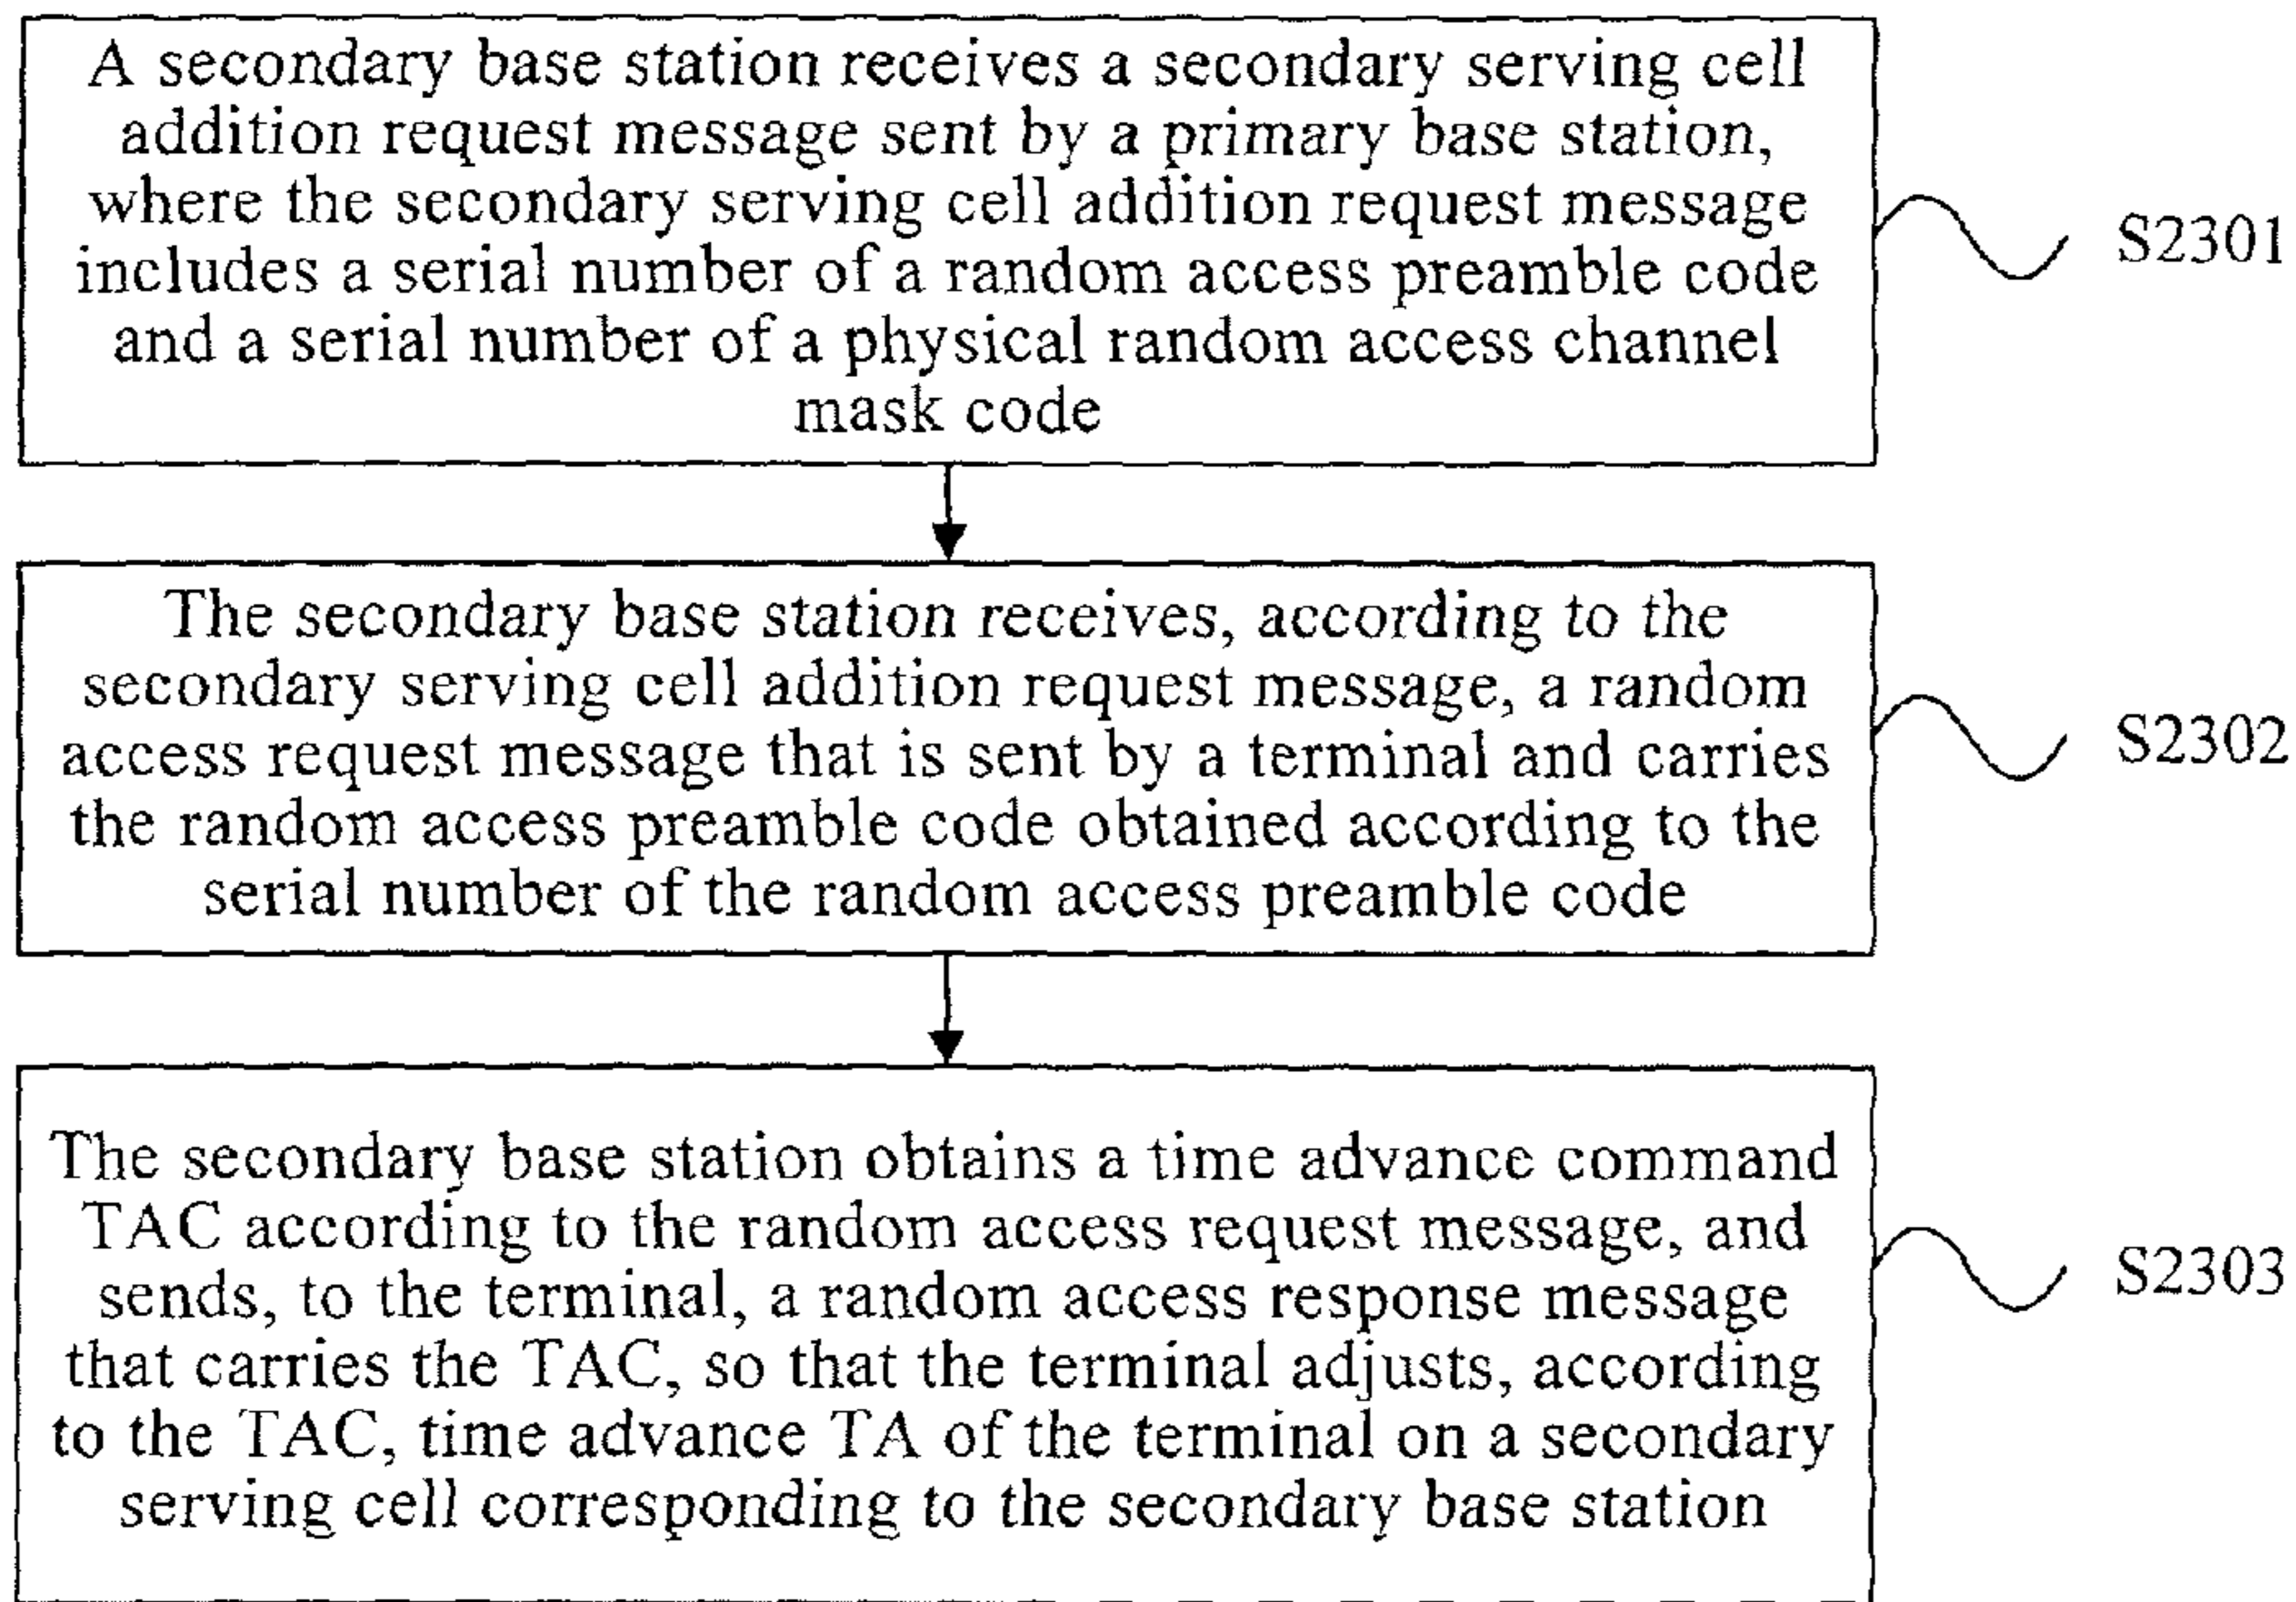 A secondary base station receives a secondary serving cell
addition request message sent by a primary base station,
where the secondary serving cell addition request message
includes a serial number of a random access preamble code
and a serial number of a physical random access channel
mask code
S2301
The secondary base station receives, according to the
secondary serving cell addition request message, a random
access request message that is sent by a terminal and carries
the random access preamble code obtained according to the
serial number of the random access preamble code
S2302
The secondary base station obtains a time advance command
TAC according to the random access request message, and
sends, to the terminal, a random access response message
that carries the TAC, so that the terminal adjusts, according
to the TAC, time advance TA of the terminal on a secondary
serving cell corresponding to the secondary base station
S2303